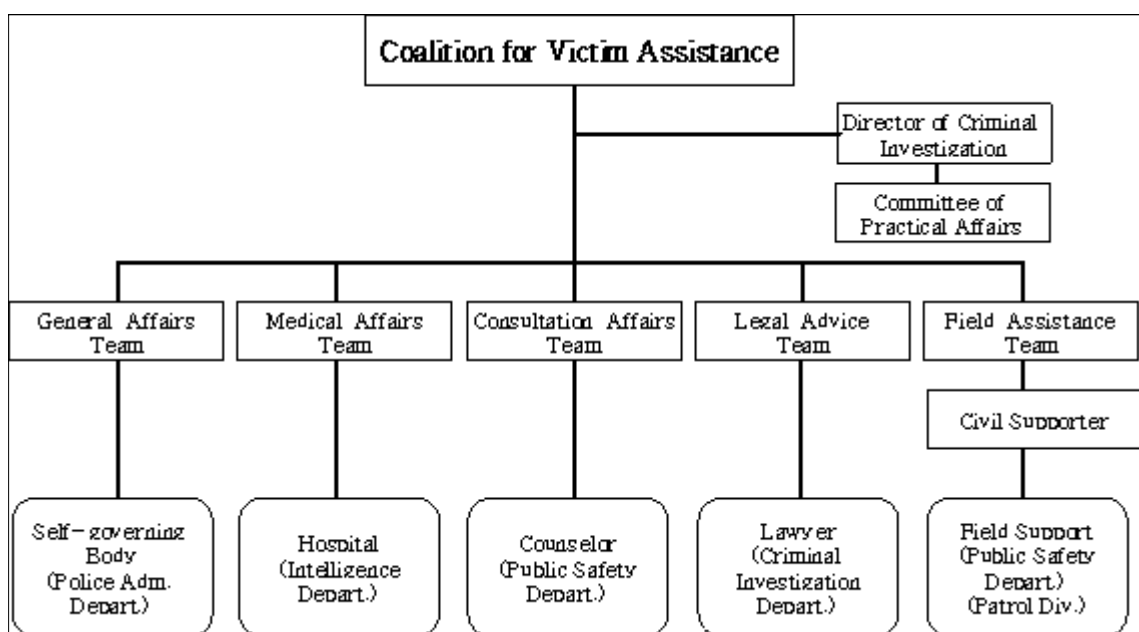 Coalition for Victim Assistance
Director of Criminal
Investigation
Committee of
Practical Affairs
General Affairs
Team
Medical Affairs
Team
Consultation Affairs
Team
Legal Advice
Team
Field Assistance
Team
Civil Supporter
Self-governing
Body
(Police Adm.
Depart.)
Hospital
(Intelligence
Depart.)
Counselor
(Public Safety
Depart.)
Lawyer
(Criminal
Investigation
Depart.)
Field Support
(Public Safety
Depart.)
(Patrol Div.)